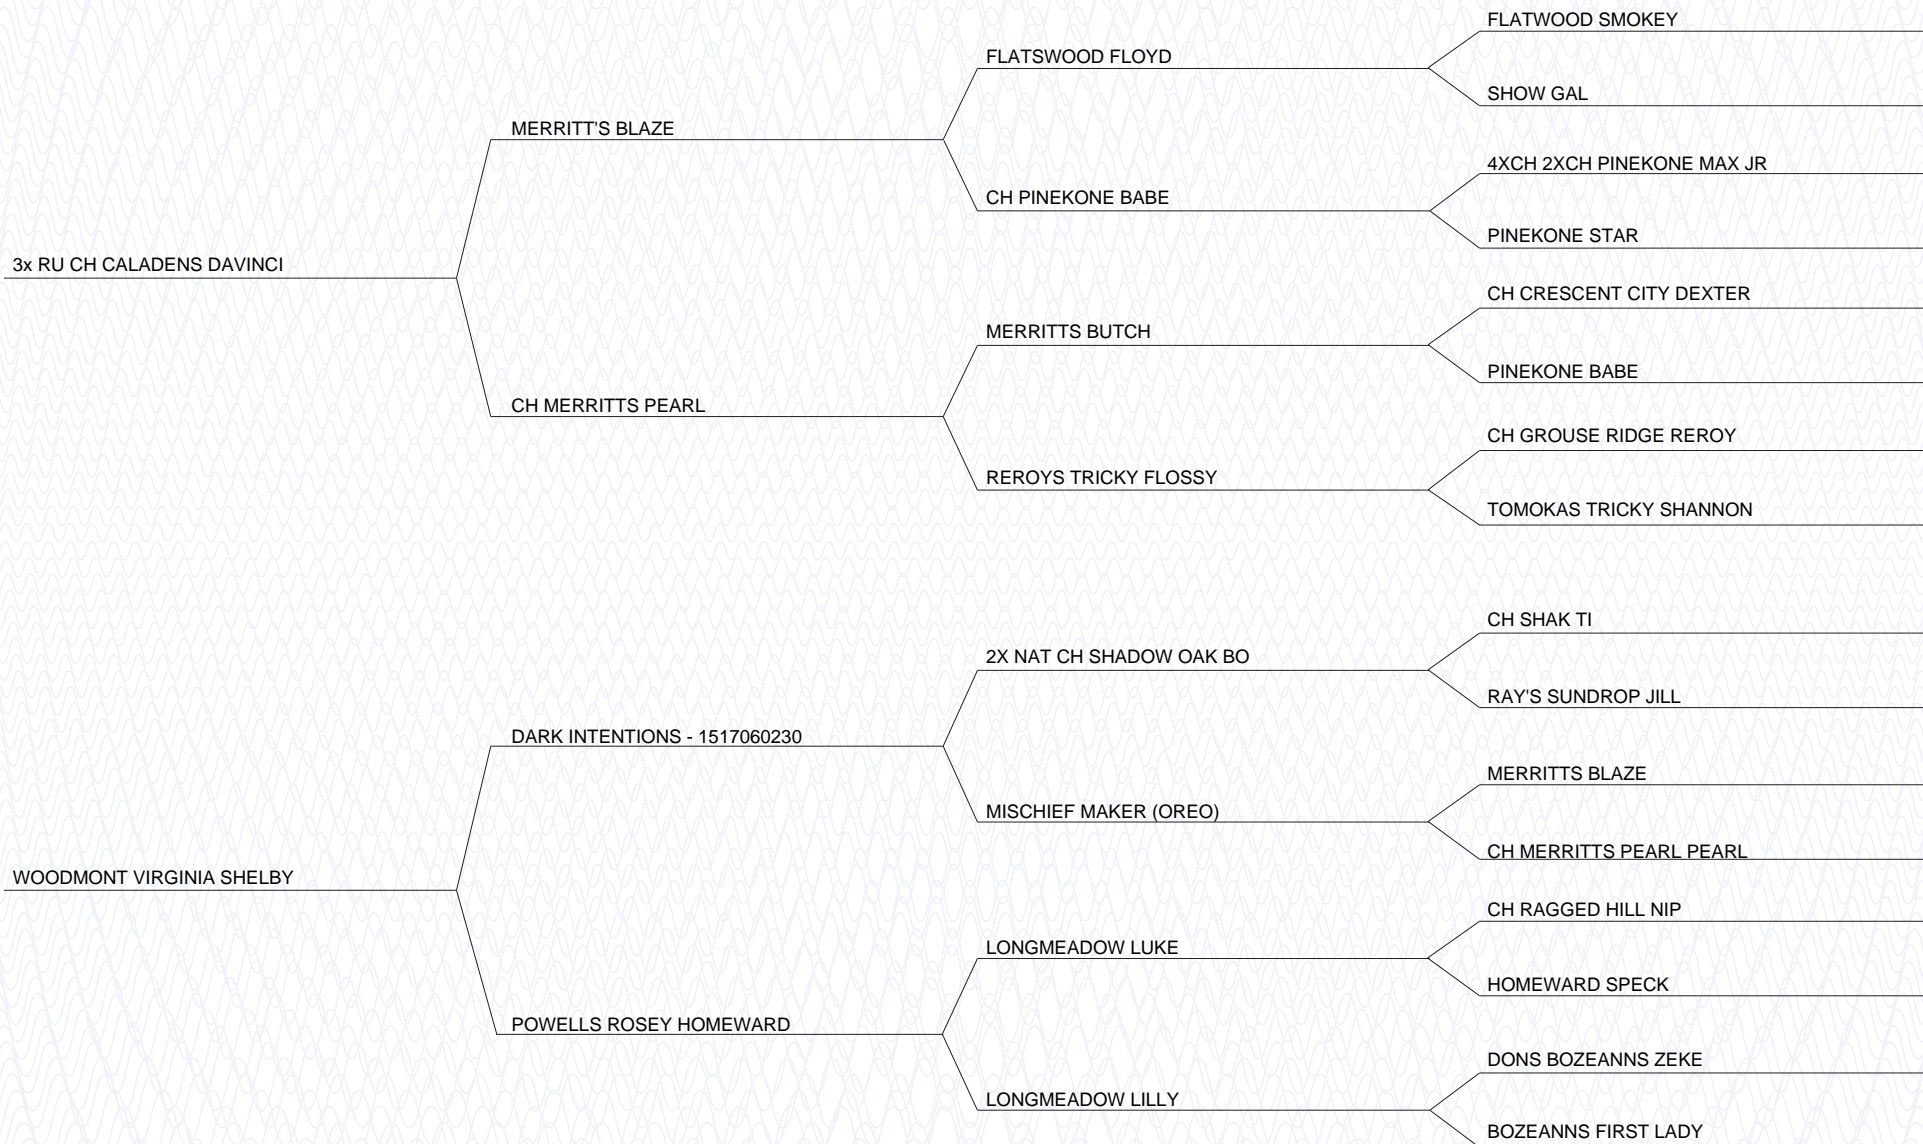 3x RU CH CALADENS DAVINCI
MERRITT'S BLAZE
FLATSWOOD FLOYD
FLATWOOD SMOKEY
SHOW GAL
CH PINEKONE BABE
4XCH 2XCH PINEKONE MAX JR
PINEKONE STAR
CH MERRITTS PEARL
MERRITTS BUTCH
CH CRESCENT CITY DEXTER
PINEKONE BABE
REROYS TRICKY FLOSSY
CH GROUSE RIDGE REROY
TOMOKAS TRICKY SHANNON
WOODMONT VIRGINIA SHELBY
DARK INTENTIONS - 1517060230
2X NAT CH SHADOW OAK BO
CH SHAK TI
RAY'S SUNDROP JILL
MISCHIEF MAKER (OREO)
MERRITTS BLAZE
CH MERRITTS PEARL PEARL
POWELLS ROSEY HOMEWARD
LONGMEADOW LUKE
CH RAGGED HILL NIP
HOMEWARD SPECK
LONGMEADOW LILLY
DONS BOZEANNS ZEKE
BOZEANNS FIRST LADY